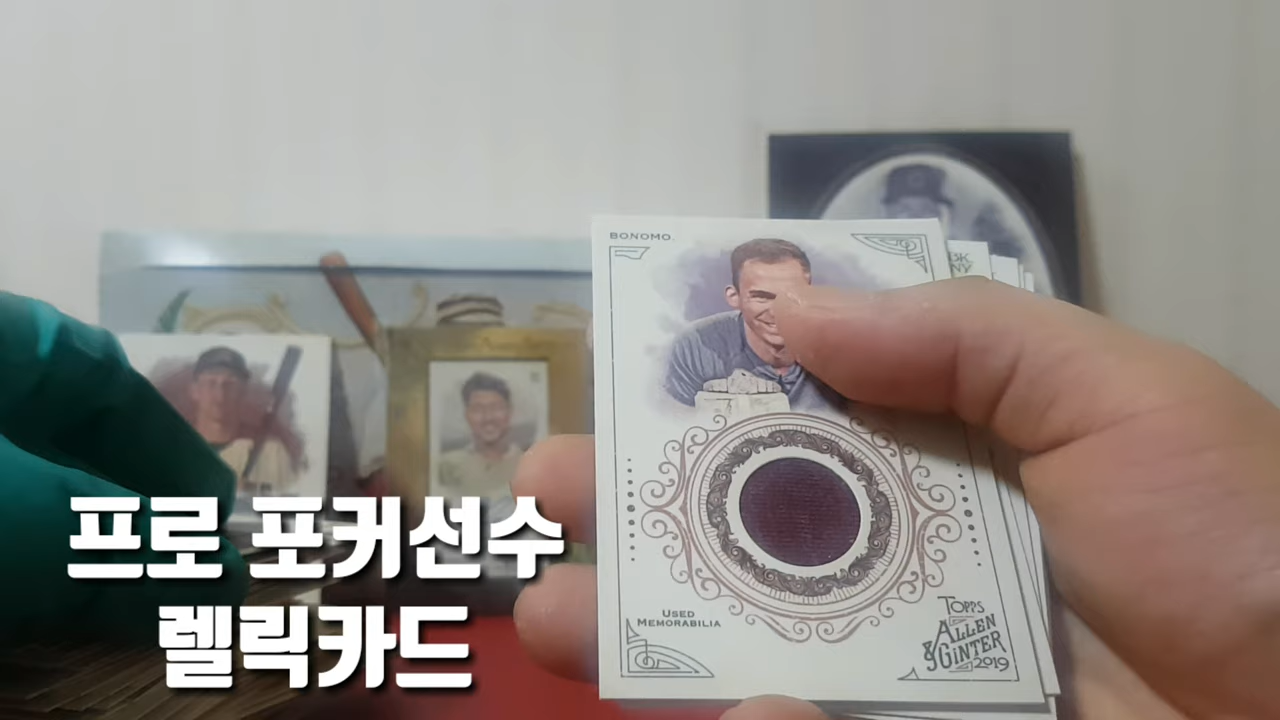 BONOMO
프로 포커선수
렐릭카드
USED
MEMORABILIA
TOPPS
ALLEN
& GINTER
2019